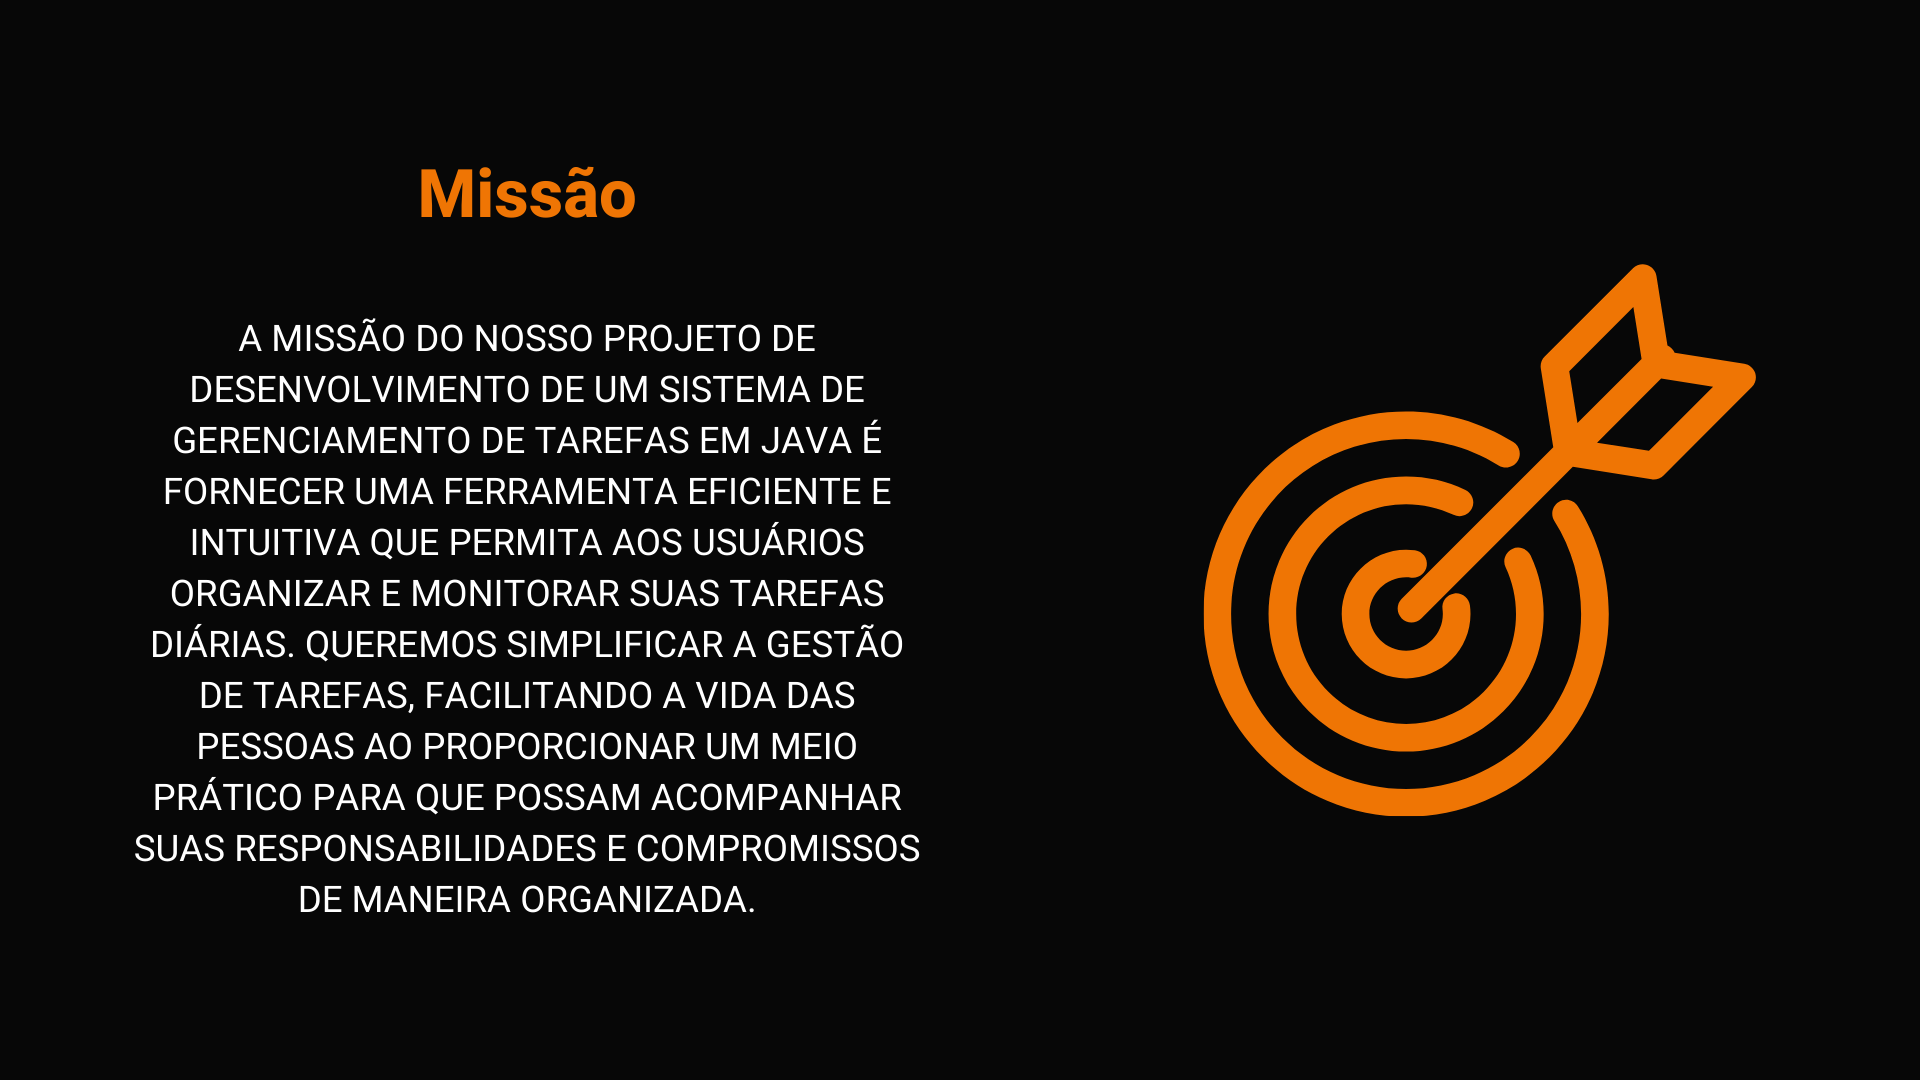 Missão
A MISSÃO DO NOSSO PROJETO DE
DESENVOLVIMENTO DE UM SISTEMA DE
GERENCIAMENTO DE TAREFAS EM JAVA É
FORNECER UMA FERRAMENTA EFICIENTE E
INTUITIVA QUE PERMITA AOS USUÁRIOS
ORGANIZAR E MONITORAR SUAS TAREFAS
DIÁRIAS. QUEREMOS SIMPLIFICAR A GESTÃO
DE TAREFAS, FACILITANDO A VIDA DAS
PESSOAS AO PROPORCIONAR UM MEIO
PRÁTICO PARA QUE POSSAM ACOMPANHAR
SUAS RESPONSABILIDADES E COMPROMISSOS
DE MANEIRA ORGANIZADA.